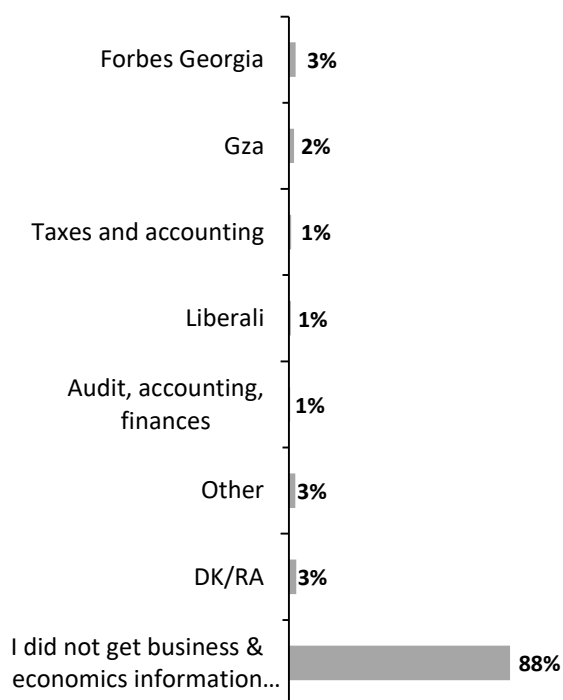 Forbes Georgia 3%
Gza 2%
Taxes and accounting 1%
Liberali 1%
Audit, accounting,
finances 1%
Other 3%
DK/RA 3%
I did not get business &
economics information... 88%